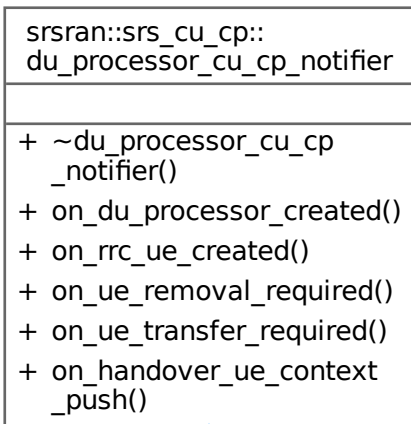 srsran::srs_cu_cp::
du_processor_cu_cp_notifier
+ ~du_processor_cu_cp
_notifier()
+ on_du_processor_created()
+ on_rrc_ue_created()
+ on_ue_removal_required()
+ on_ue_transfer_required()
+ on_handover_ue_context
_push()